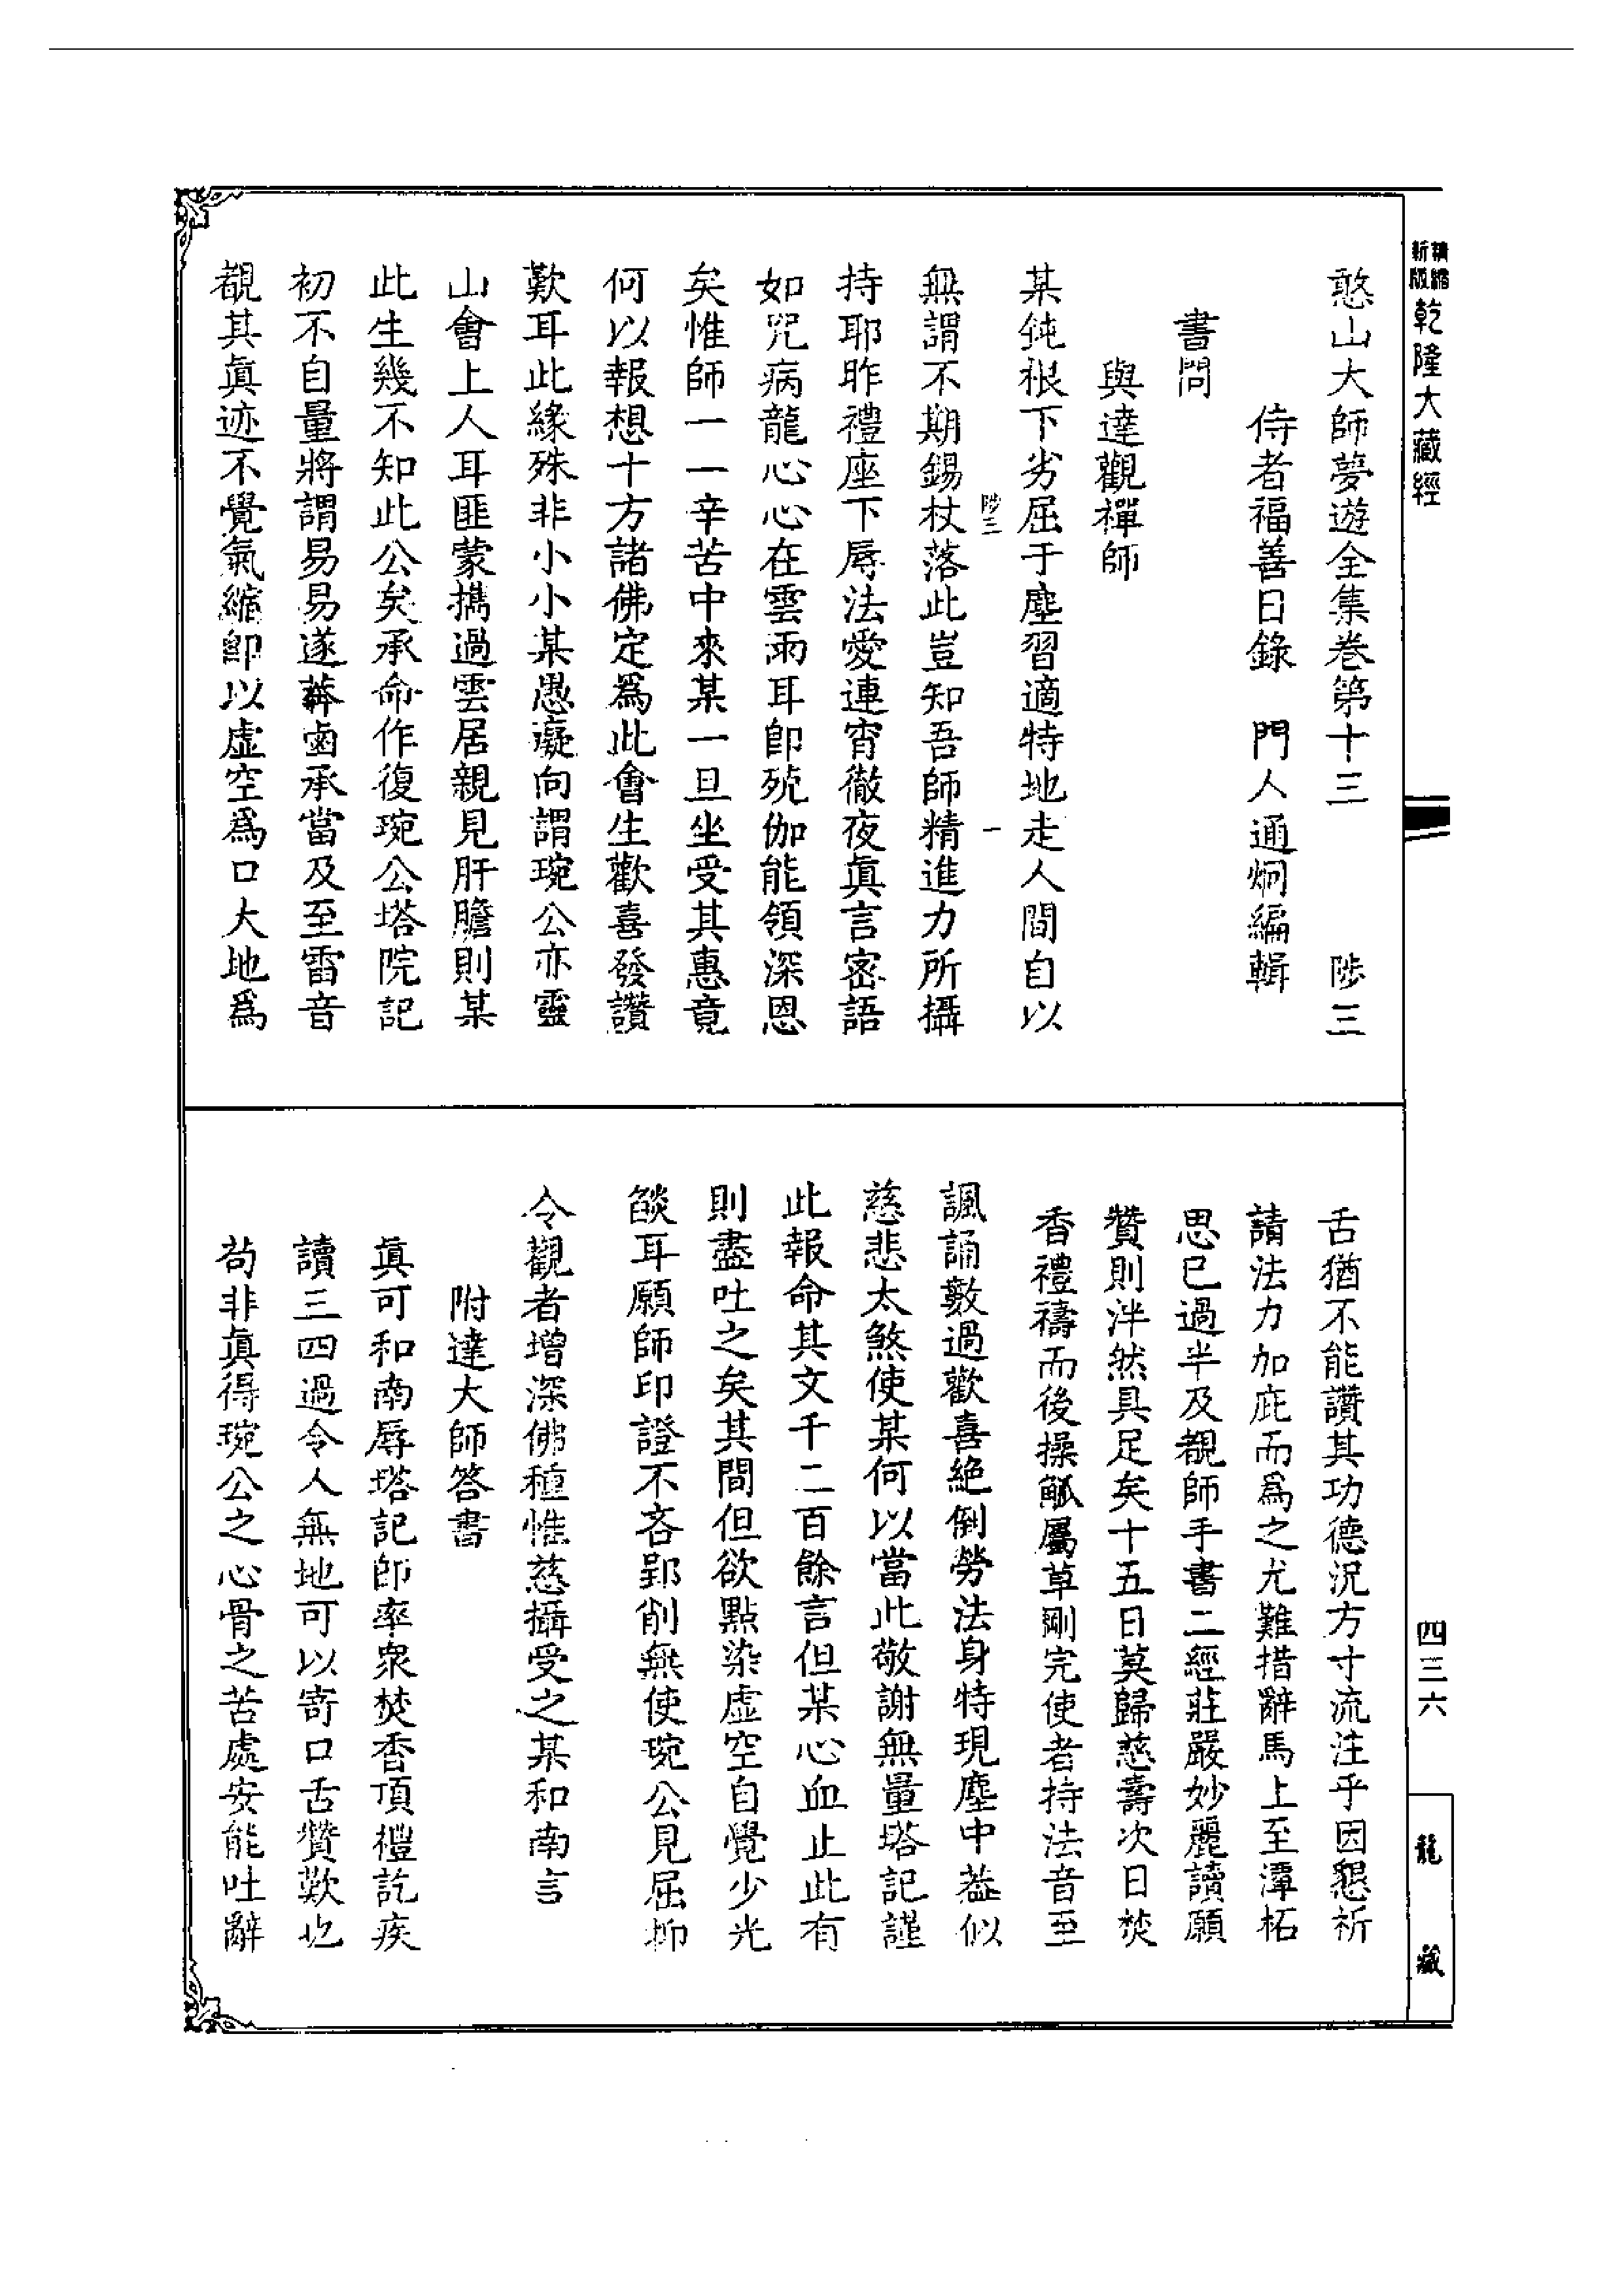 精縮
新版
乾隆大藏經
憨山大師夢遊全集卷第十三 陟三
侍者福善日錄 門人通炯編輯
書問
與達觀禪師
某鈍根下劣屈于塵習適特地走人間自以
陟三 一
無謂不期錫杖落此豈知吾師精進力所攝
持耶昨禮座下辱法愛連宵徹夜眞言密語
如咒病龍心心在雲雨耳卽殑伽能領深恩
矣惟師一一辛苦中來某一旦坐受其惠竟
何以報想十方諸佛定爲此會生歡喜發讚
歎耳此緣殊非小小某愚癡向謂琬公亦靈
山會上人耳匪蒙攜過雲居親見肝膽則某
此生幾不知此公矣承命作復琬公塔院記
初不自量將謂易易遂莽鹵承當及至雷音
覩其眞迹不覺氣縮卽以虛空爲口大地爲
舌猶不能讚其功德況方寸流注乎因懇祈
請法力加庇而爲之尤難措辭馬上至潭柘
思已過半及覩師手書二經莊嚴妙麗讀願
贊則泮然具足矣十五日莫歸慈壽次日焚
香禮禱而後操觚屬草剛完使者持法音至
諷誦數過歡喜絕倒勞法身特現塵中葢似
慈悲太煞使某何以當此敬謝無量塔記謹
此報命其文千二百餘言但某心血止此有
則盡吐之矣其間但欲點染虛空自覺少光
燄耳願師印證不吝郢削無使琬公見屈抑
令觀者增深佛種惟慈攝受之某和南言
附達大師答書
眞可和南辱塔記卽率衆焚香頂禮訖疾
讀三四過令人無地可以寄口舌贊歎也
苟非眞得琬公之心骨之苦處安能吐辭
四三六
龍藏